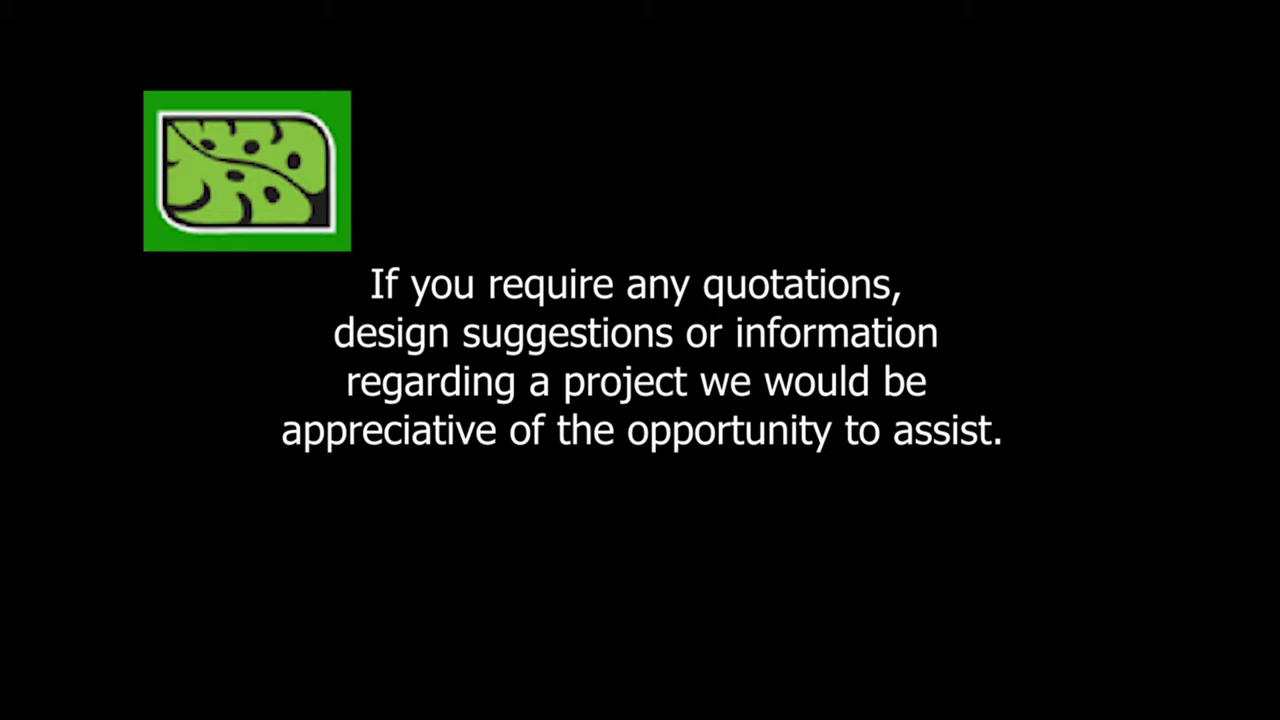 If you require any quotations,
design suggestions or information
regarding a project we would be
appreciative of the opportunity to assist.